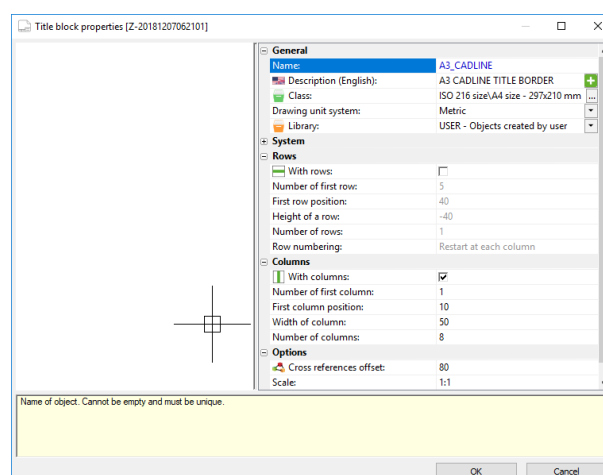 Title block properties [Z-20181207062101]
General
Name: A3_CADLINE
Description (English): A3 CADLINE TITLE BORDER
Class: ISO 216 size\A4 size - 297x210 mm ...
Drawing unit system: Metric
Library: USER - Objects created by user
System
Rows
With rows:
Number of first row: 5
First row position: 40
Height of a row: -40
Number of rows: 1
Row numbering: Restart at each column
Columns
With columns:
Number of first column: 1
First column position: 10
Width of column: 50
Number of columns: 8
Options
Cross references offset: 80
Scale: 1:1
Name of object. Cannot be empty and must be unique.
OK Cancel